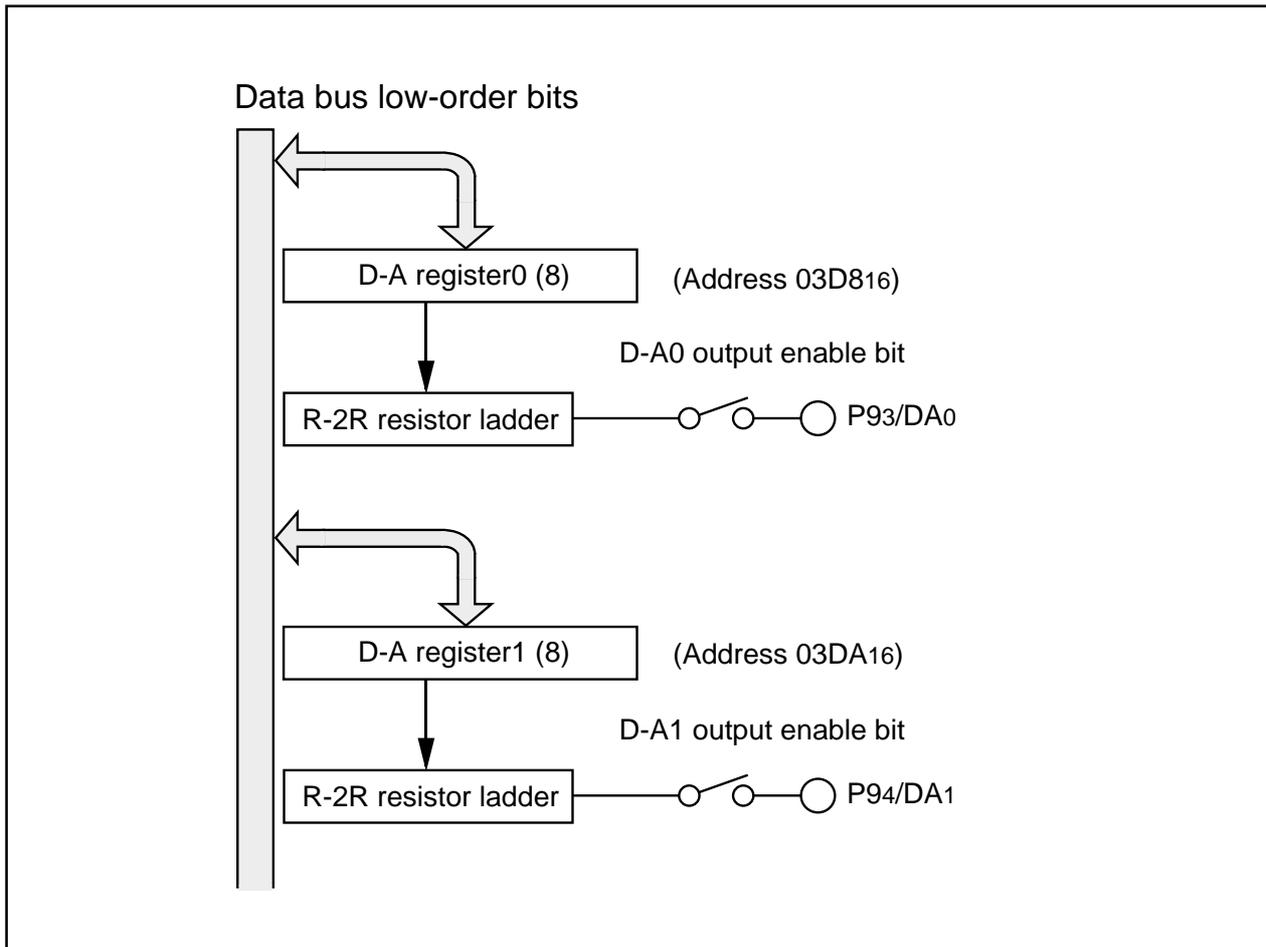 Data bus low-order bits
D-A register0 (8)
(Address 03D816)
D-A0 output enable bit
R-2R resistor ladder
P93/DA0
D-A register1 (8)
(Address 03DA16)
D-A1 output enable bit
R-2R resistor ladder
P94/DA1